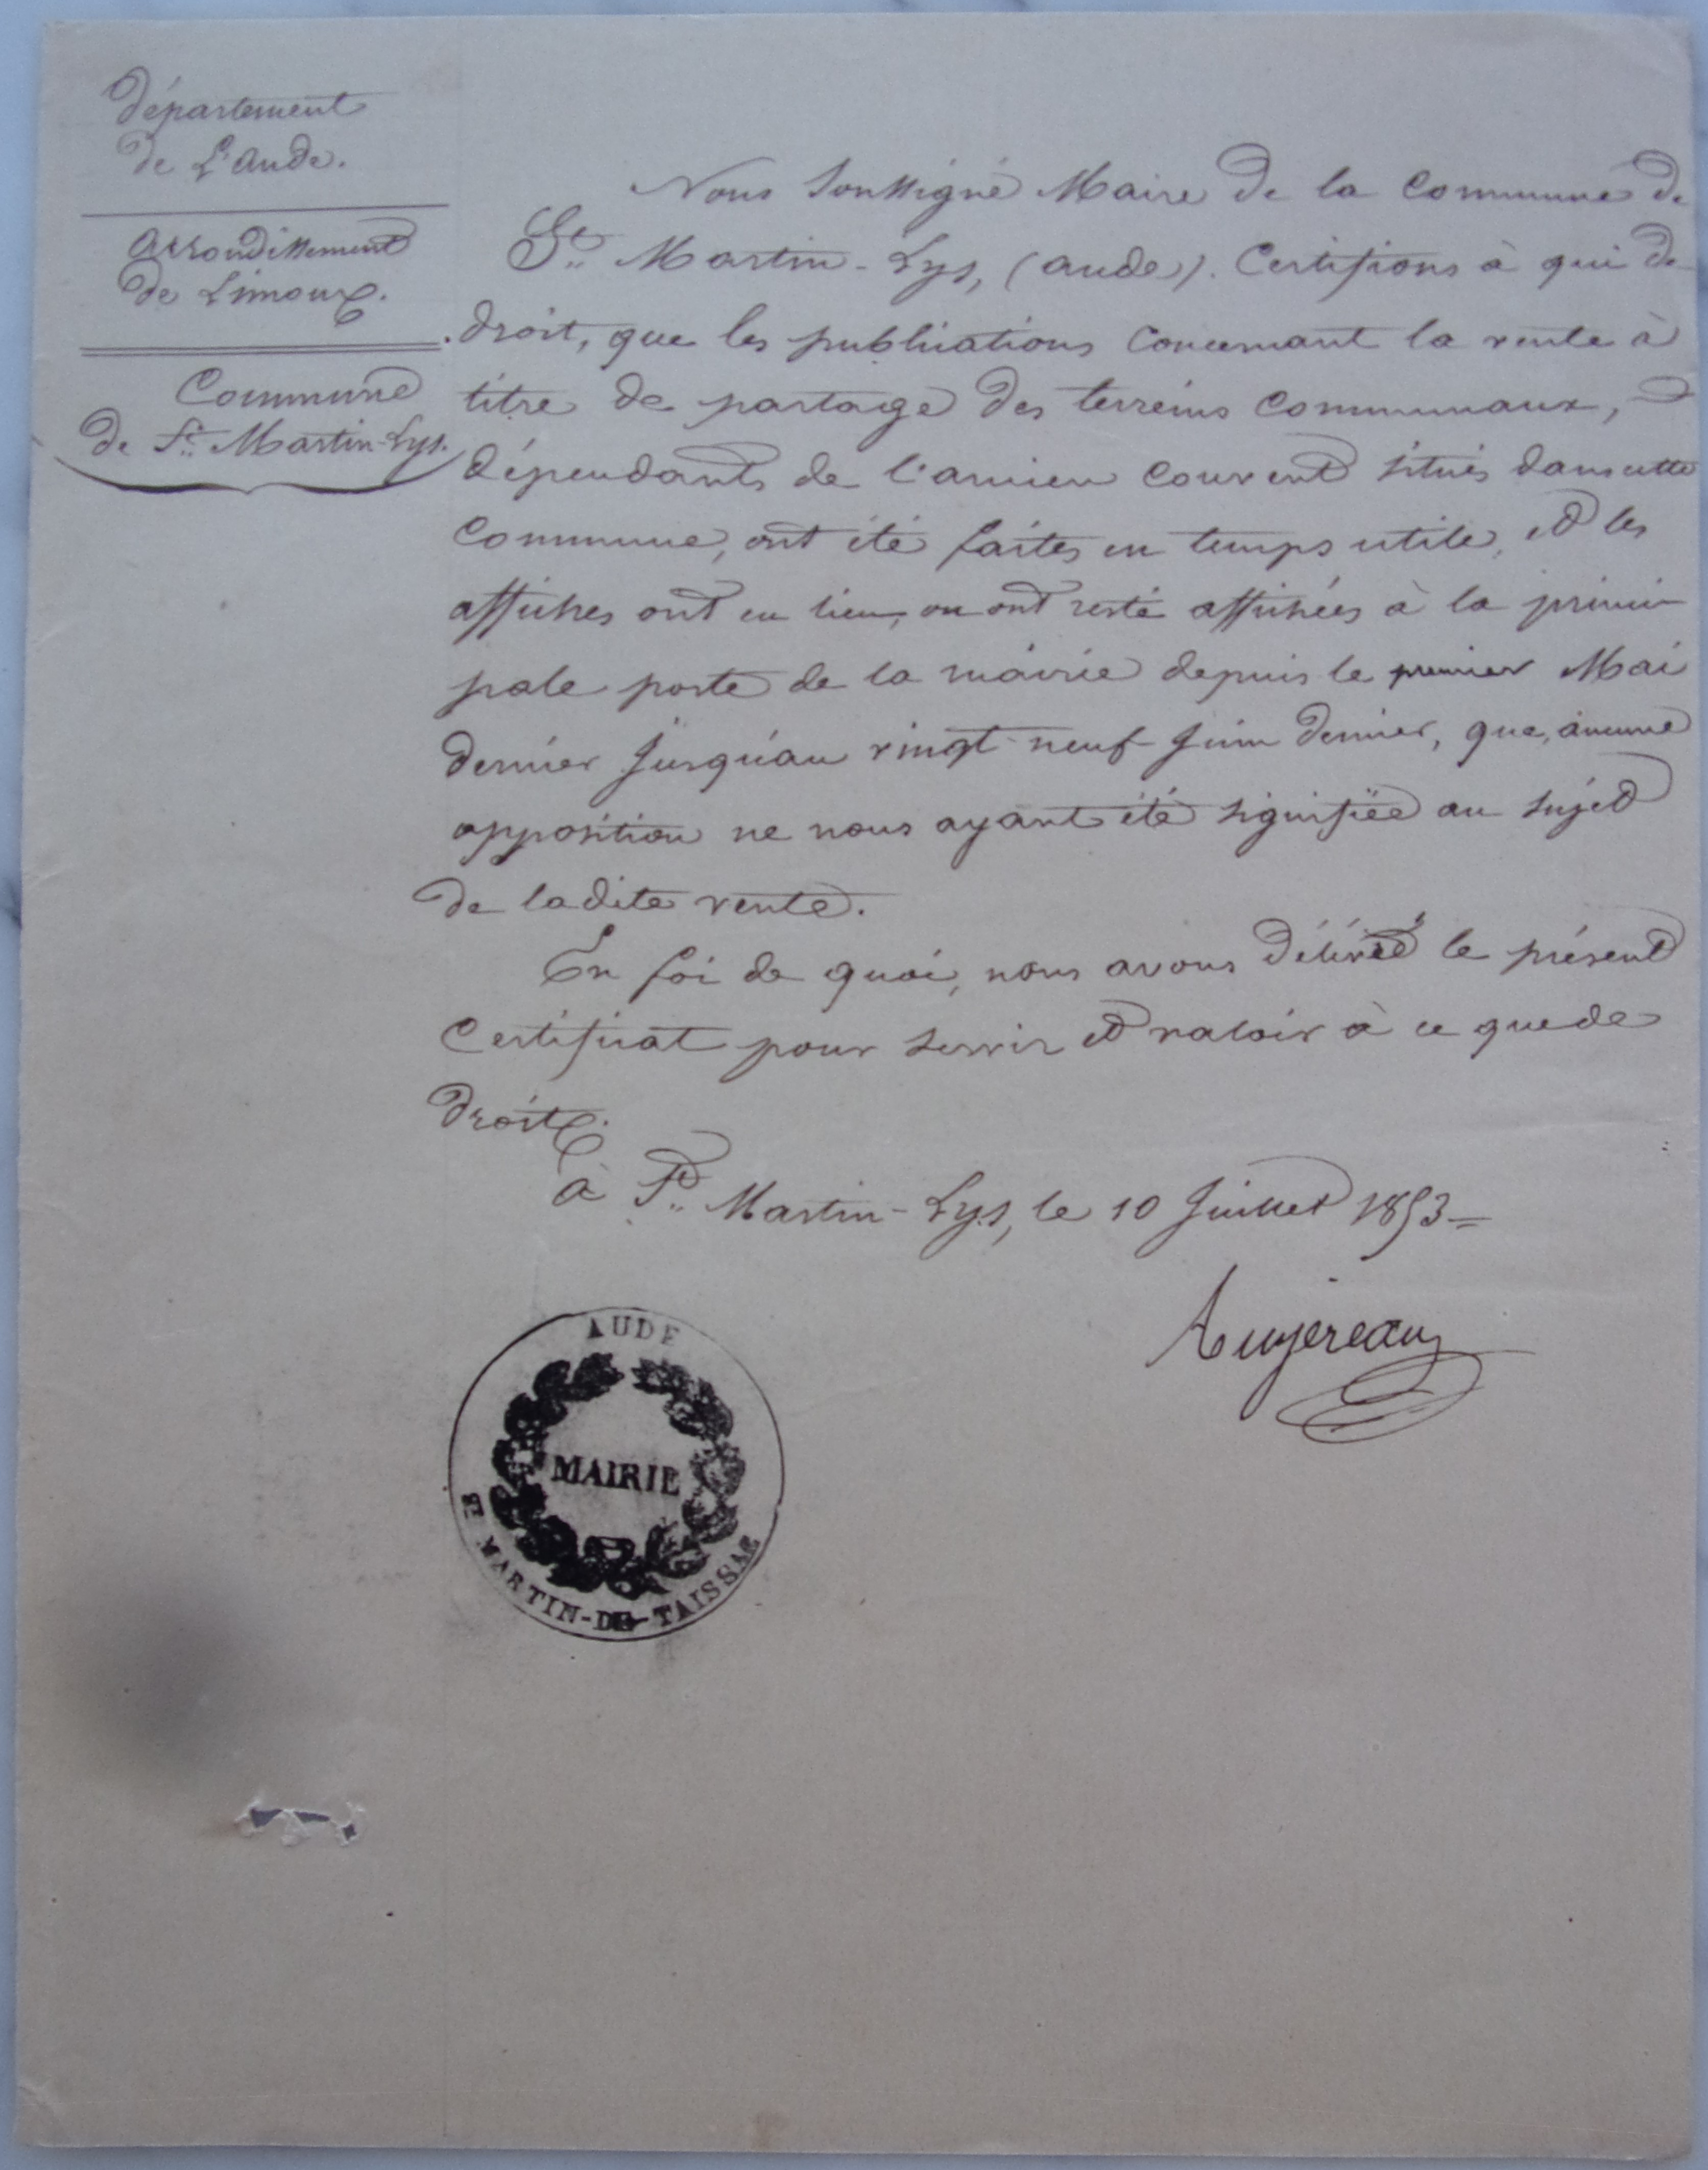 département
de L'Aude.
arrondissement
de Limoux.
Commune
de St. Martin-Lys.
Nous soussigné Maire de la Commune de
St. Martin-Lys, (aude). Certifions à qui de
droit, que les publications concernant la vente à
titre de partage des terreins communaux,
dépendants de l'ancien couvent situés dans cette
Commune, ont été faites en temps utile, et les
affiches ont eu lieu, ou ont resté affichées à la princi
pale porte de la mairie depuis le premier Mai
dernier jusqu'au vingt-neuf Juin dernier, que, aucune
opposition ne nous ayant été signifiée au sujet
de ladite vente.
En foi de quoi, nous avons délivré le présent
Certificat pour servir et valoir à ce que de
droit.
à St. Martin-Lys, le 10 Juillet 1853
AUDE
MAIRIE
ST MARTIN-DE-TAISSAC